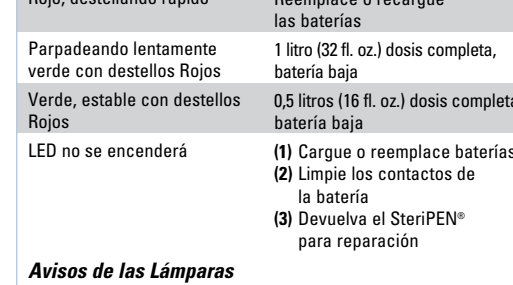 Rojo, destellando rápido
Reemplace o recargue
las baterías
Parpadeando lentamente
verde con destellos Rojos
1 litro (32 fl. oz.) dosis completa,
batería baja
Verde, estable con destellos
Rojos
0,5 litros (16 fl. oz.) dosis completa
batería baja
LED no se encenderá
(1) Cargue o reemplace baterías
(2) Limpie los contactos de
la batería
(3) Devuelva el SteriPEN®
para reparación
Avisos de las Lámparas